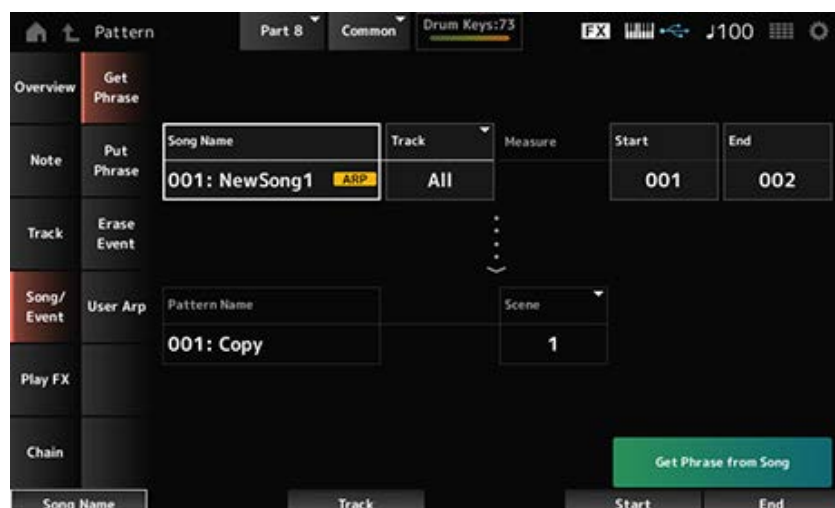 Pattern
Part 8
Common
Drum Keys:73
FX
♩100
Overview
Note
Track
Song/
Event
Play FX
Chain
Get
Phrase
Put
Phrase
Erase
Event
User Arp
Song Name
001: NewSong1 ARP
Track
All
Measure
Start
001
End
002
Pattern Name
001: Copy
Scene
1
Get Phrase from Song
Song Name
Track
Start
End